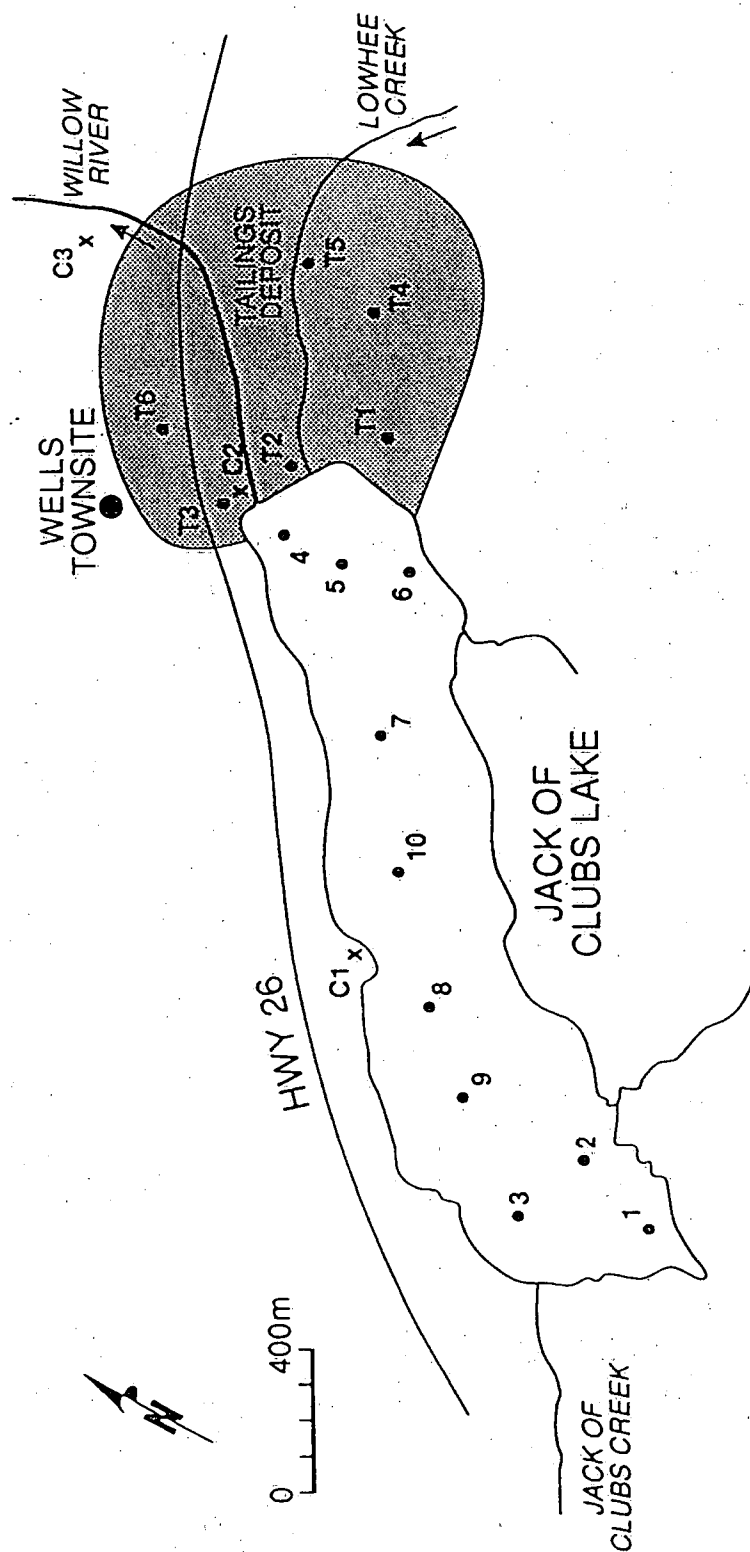 WILLOW
RIVER
C3 x
LOWHEE
CREEK
WELLS
TOWNSITE
T6
TAILINGS
DEPOSIT
T5
T4
T3
x C2
T2
T1
4
5
6
7
10
HWY 26
C1 x
8
9
JACK OF
CLUBS LAKE
3
2
1
N
0 400m
JACK OF
CLUBS CREEK